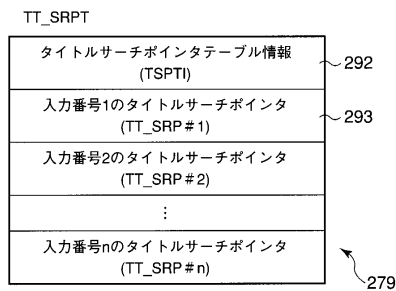 TT_SRPT
タイトルサーチポインタテーブル情報
(TSPTI)
292
入力番号1のタイトルサーチポインタ
(TT_SRP#1)
293
入力番号2のタイトルサーチポインタ
(TT_SRP#2)
⋮
入力番号nのタイトルサーチポインタ
(TT_SRP#n)
279